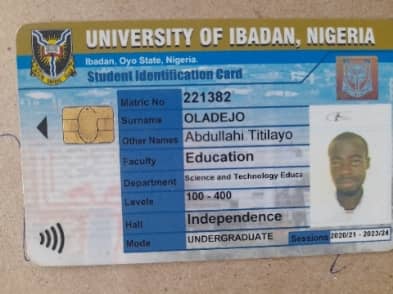 UNIVERSITY OF IBADAN, NIGERIA
Ibadan, Oyo State, Nigeria.
Student Identification Card
Matric No 221382
Surname OLADEJO
Other Names Abdullahi Titilayo
Faculty Education
Department Science and Technology Educa
Levels 100 - 400
Hall Independence
Mode UNDERGRADUATE Sessions 2020/21 - 2023/24